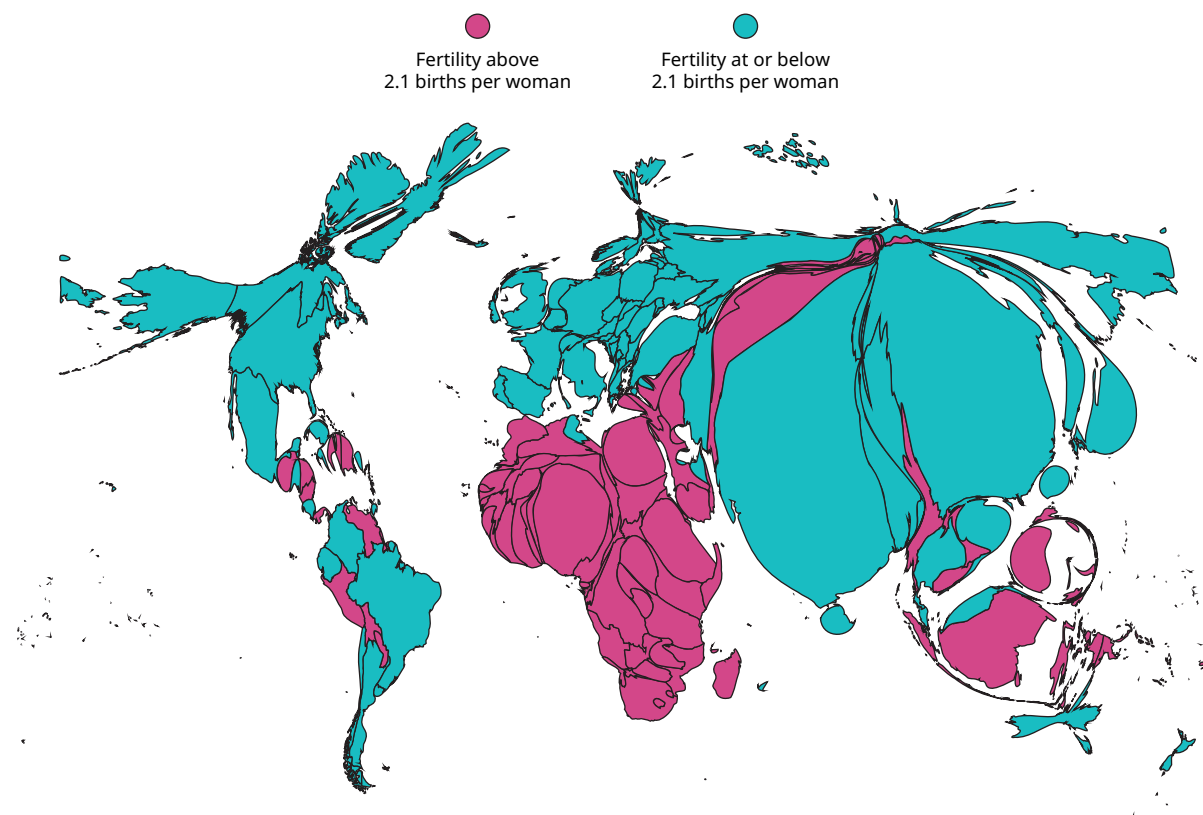 Fertility above
2.1 births per woman
Fertility at or below
2.1 births per woman